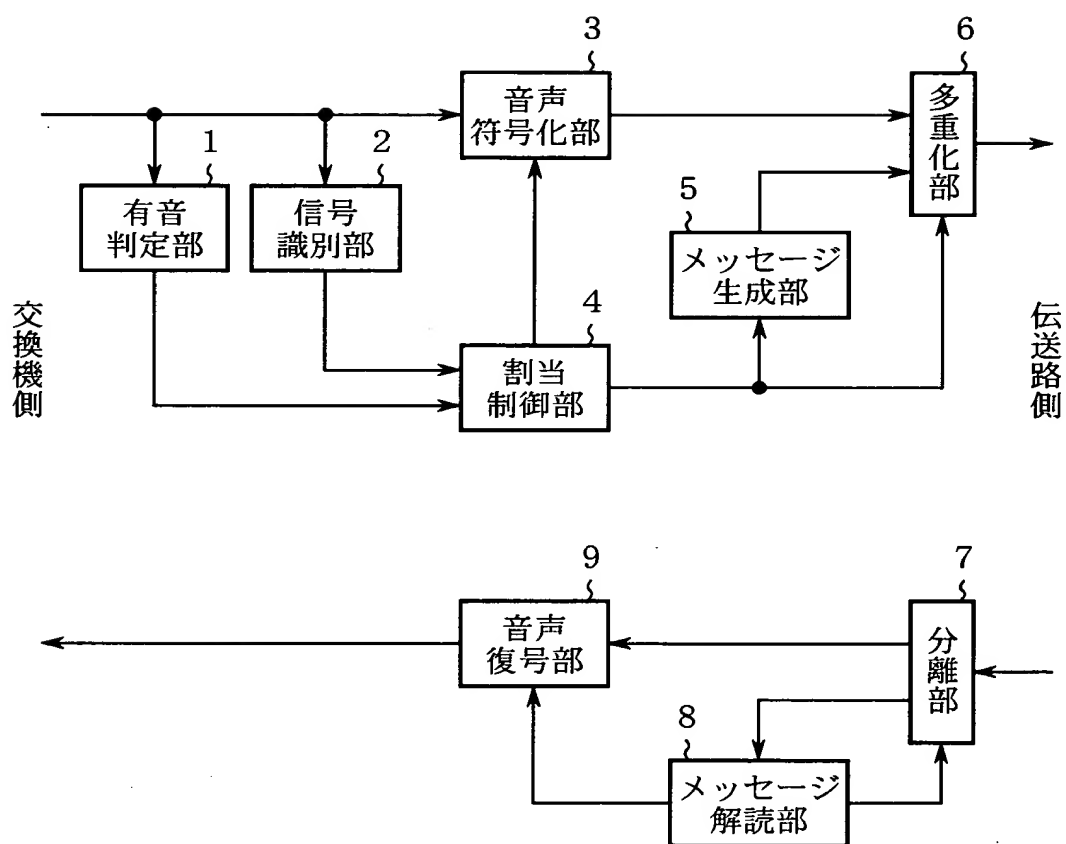 3
音声
符号化部
6
多重化部
1
有音
判定部
2
信号
識別部
5
メッセージ
生成部
4
割当
制御部
交換機側
伝送路側
9
音声
復号部
7
分離部
8
メッセージ
解読部